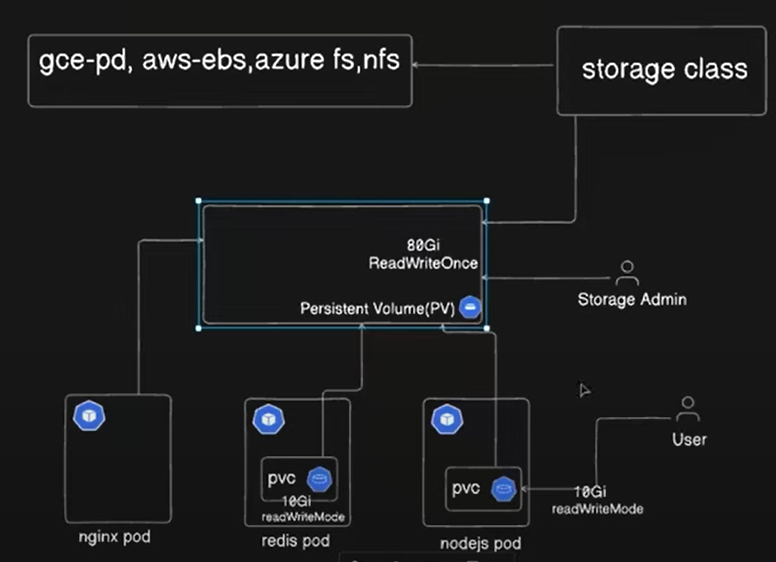 gce-pd, aws-ebs,azure fs,nfs
storage class
80Gi
ReadWriteOnce
Persistent Volume(PV)
Storage Admin
User
pvc
10Gi
readWriteMode
pvc
10Gi
readWriteMode
nginx pod
redis pod
nodejs pod